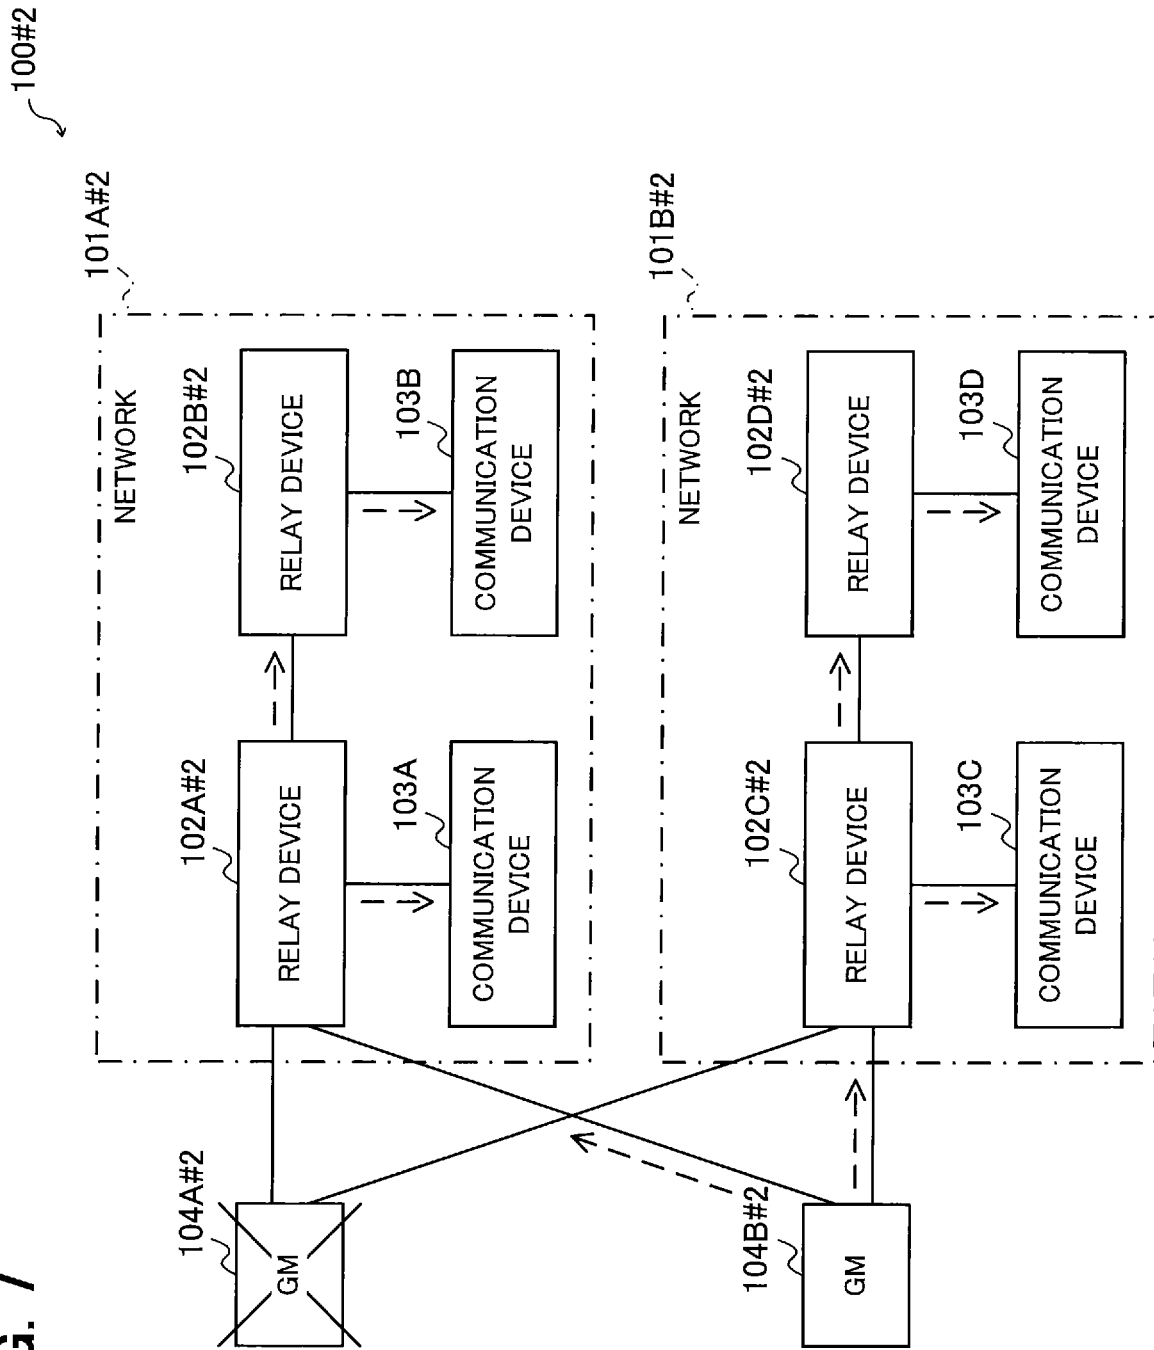 100#2
101A#2
NETWORK
102A#2
RELAY DEVICE
102B#2
RELAY DEVICE
103A
COMMUNICATION
DEVICE
103B
COMMUNICATION
DEVICE
104A#2
GM
101B#2
NETWORK
102C#2
RELAY DEVICE
102D#2
RELAY DEVICE
103C
COMMUNICATION
DEVICE
103D
COMMUNICATION
DEVICE
104B#2
GM